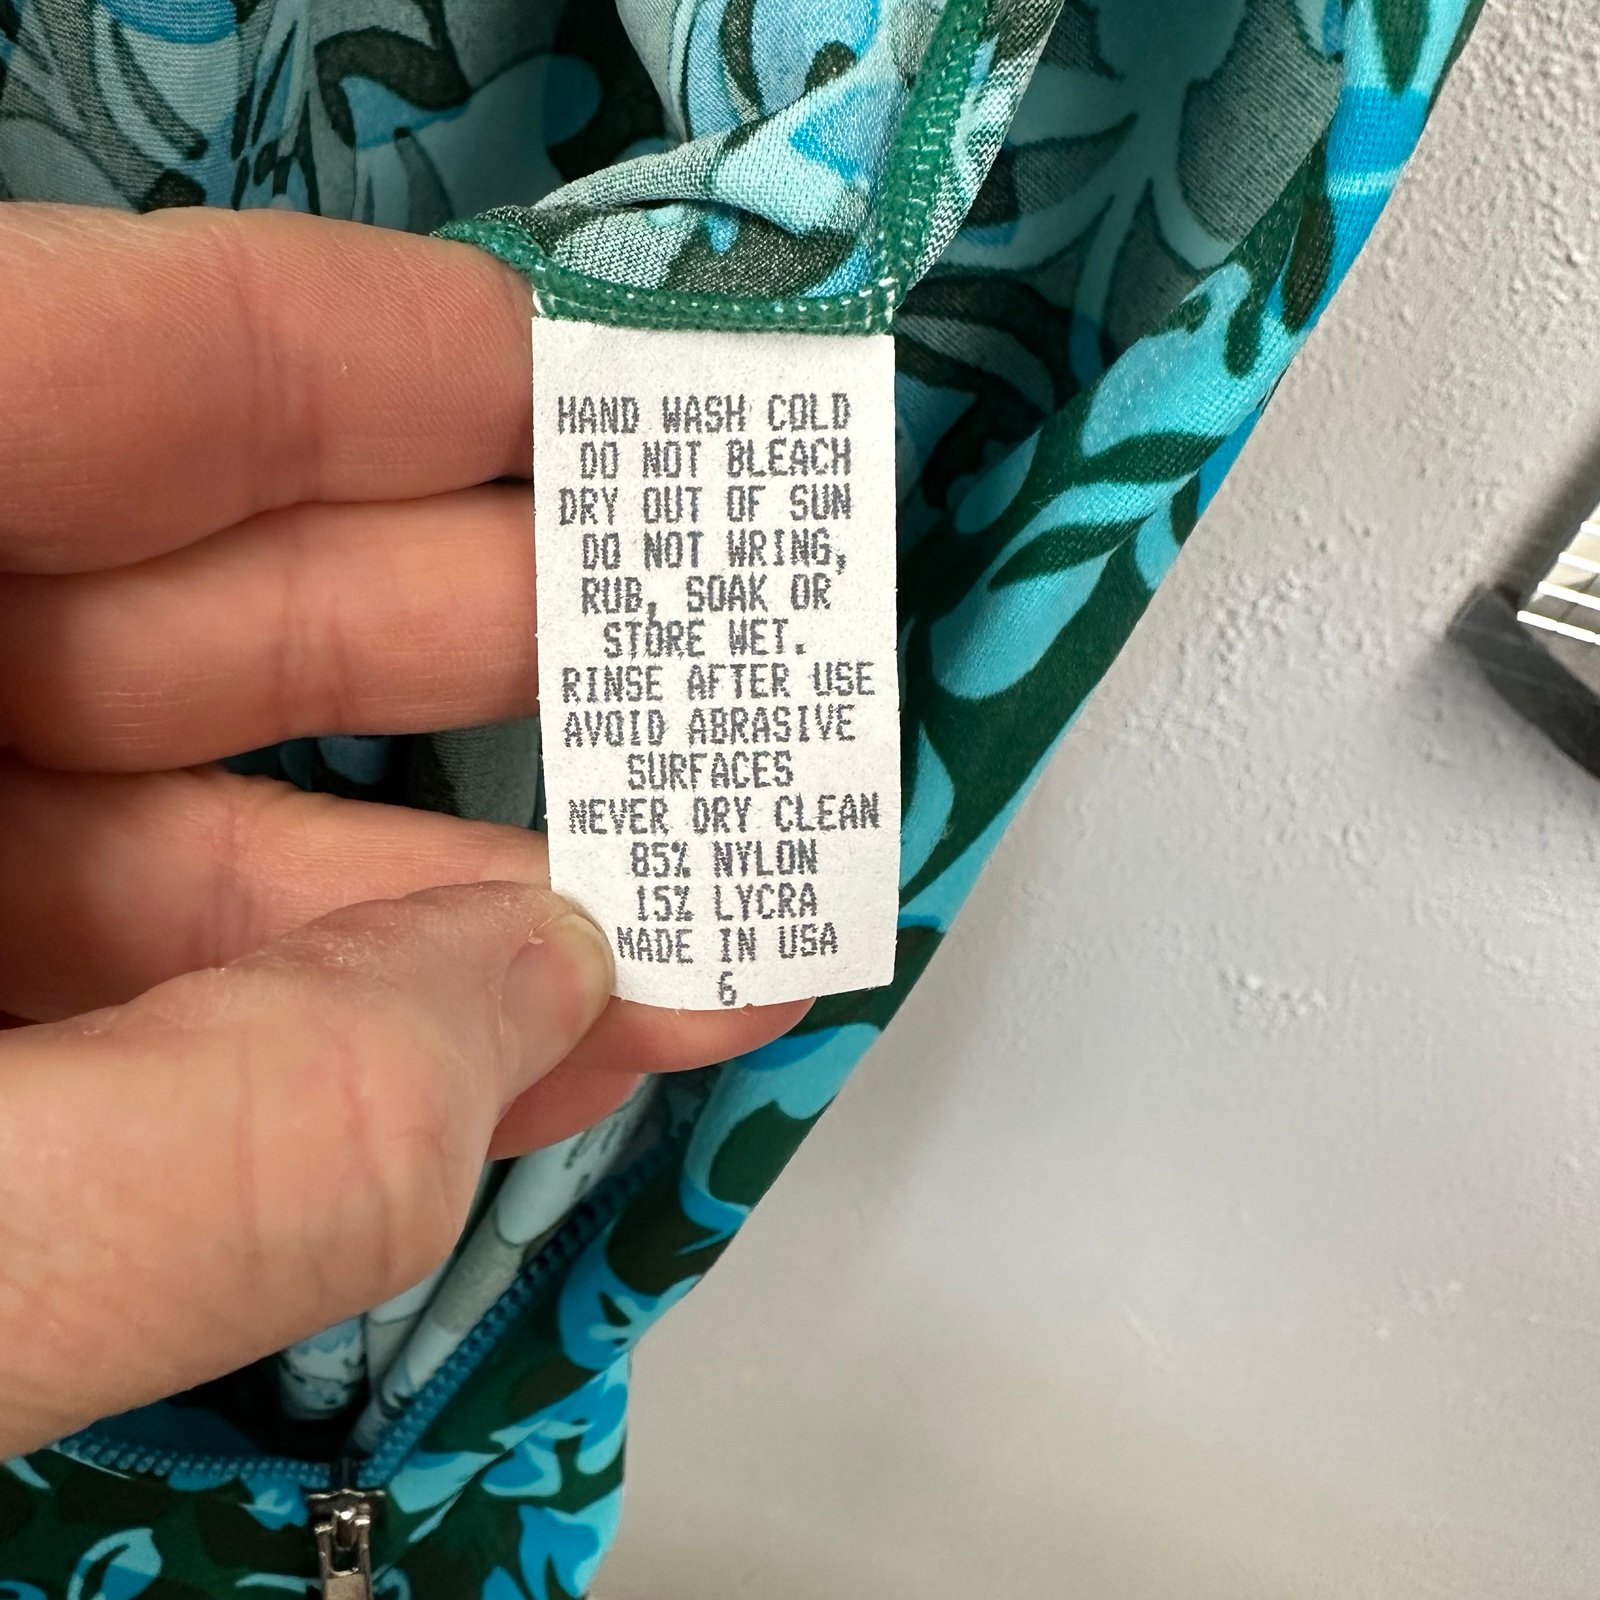 HAND WASH COLD
DO NOT BLEACH
DRY OUT OF SUN
DO NOT WRING,
RUB, SOAK OR
STORE WET.
RINSE AFTER USE
AVOID ABRASIVE
SURFACES
NEVER DRY CLEAN
85% NYLON
15% LYCRA
MADE IN USA
6